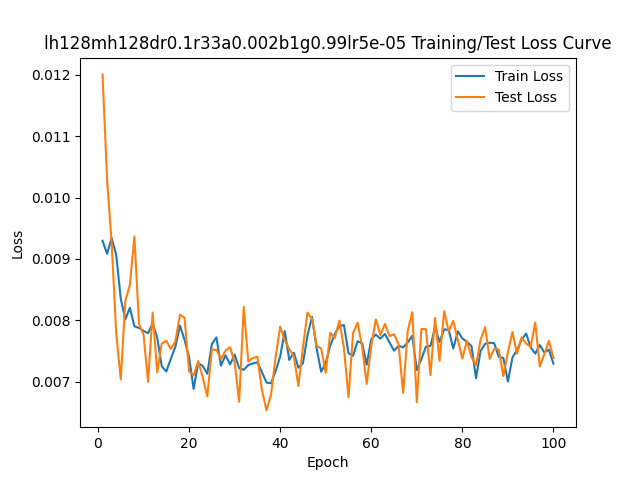 lh128mh128dr0.1r33a0.002b1g0.99lr5e-05 Training/Test Loss Curve
Train Loss
Test Loss
0.012
0.011
0.010
0.009
0.008
0.007
Loss
0
20
40
60
80
100
Epoch